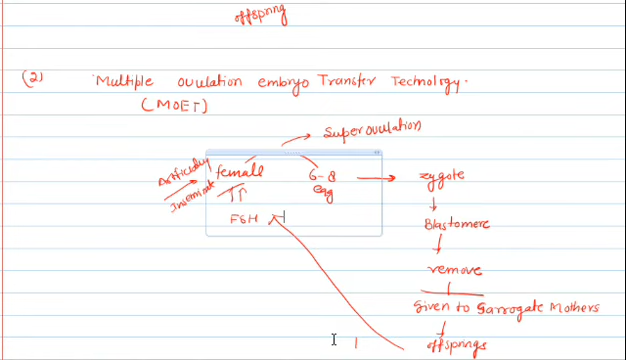 offspring
(2) Multiple ovulation embryo Transfer Technology.
(MOET)
Superovulation
Artificially
Inseminate
female
6-8
egg
FSH
zygote
Blastomere
remove
Given to Sarrogate Mothers
offsprings